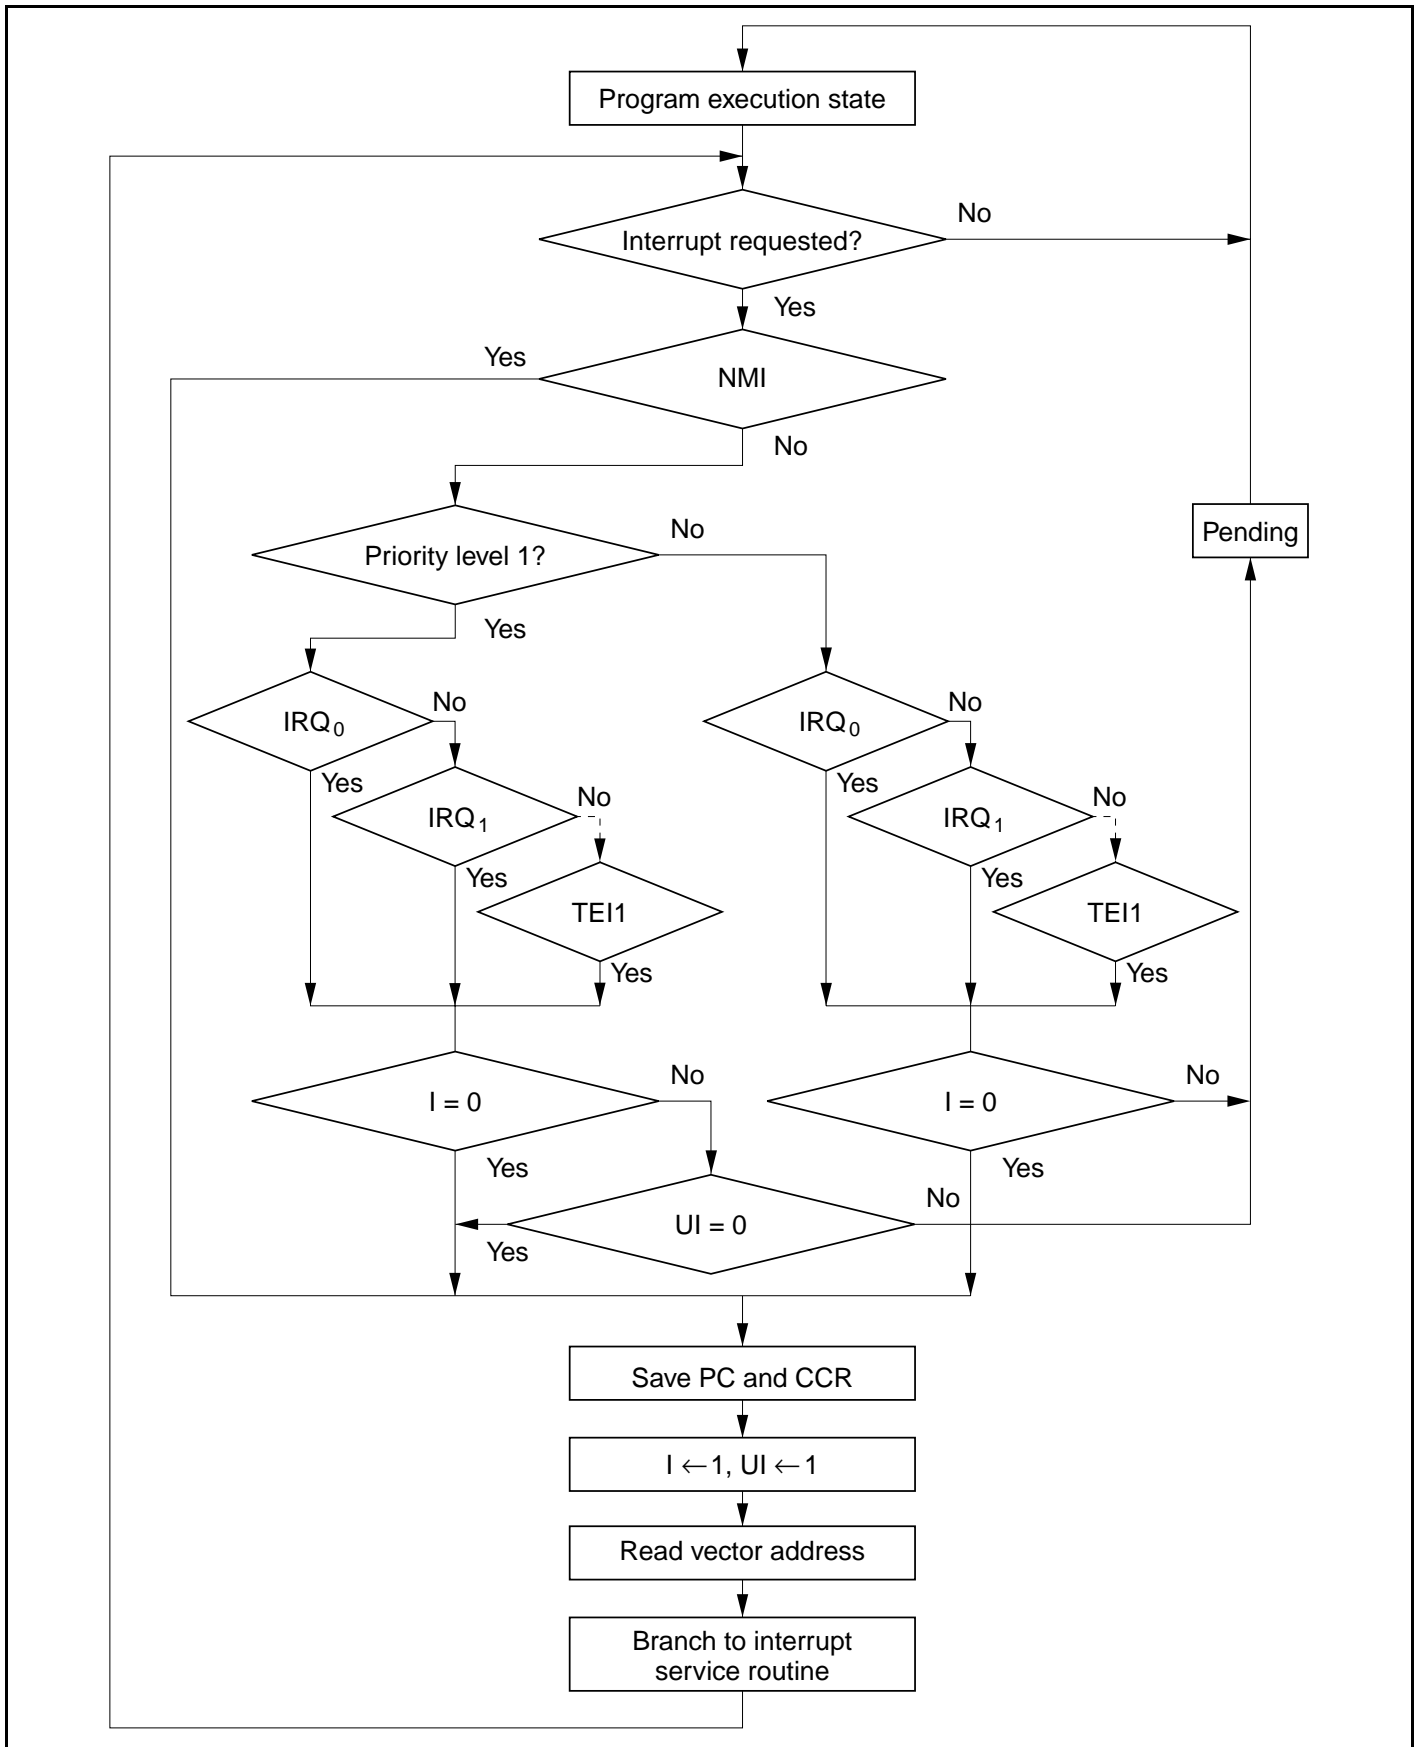 Program execution state
No
Interrupt requested?
Yes
Yes
NMI
No
No
Pending
Priority level 1?
Yes
No
No
IRQ0
IRQ0
Yes
No
Yes
No
IRQ1
IRQ1
Yes
Yes
TEI1
TEI1
Yes
Yes
No
No
I = 0
I = 0
Yes
Yes
No
UI = 0
Yes
Save PC and CCR
I ← 1, UI ← 1
Read vector address
Branch to interrupt
service routine